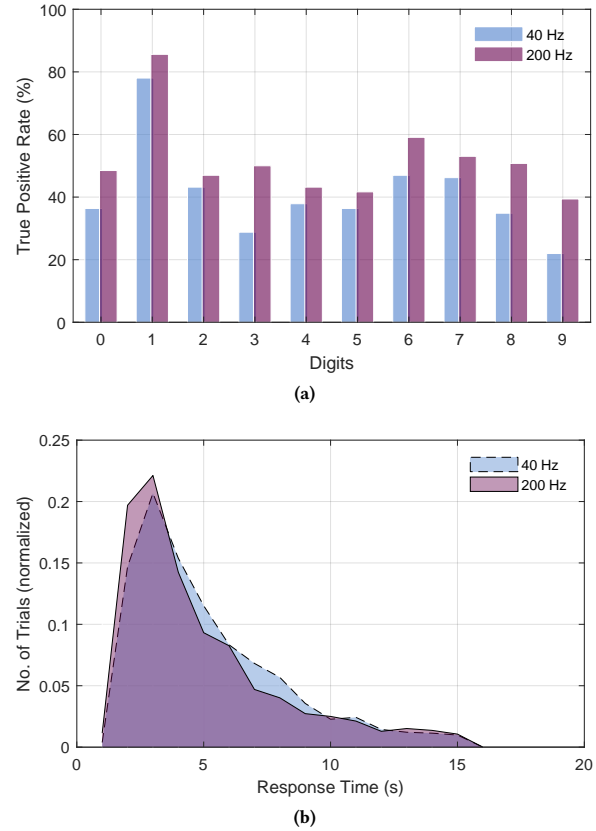 100
80
60
40
20
0
True Positive Rate (%)
40 Hz
200 Hz
0 1 2 3 4 5 6 7 8 9
Digits
(a)
0.25
0.2
0.15
0.1
0.05
0
No. of Trials (normalized)
40 Hz
200 Hz
0 5 10 15 20
Response Time (s)
(b)